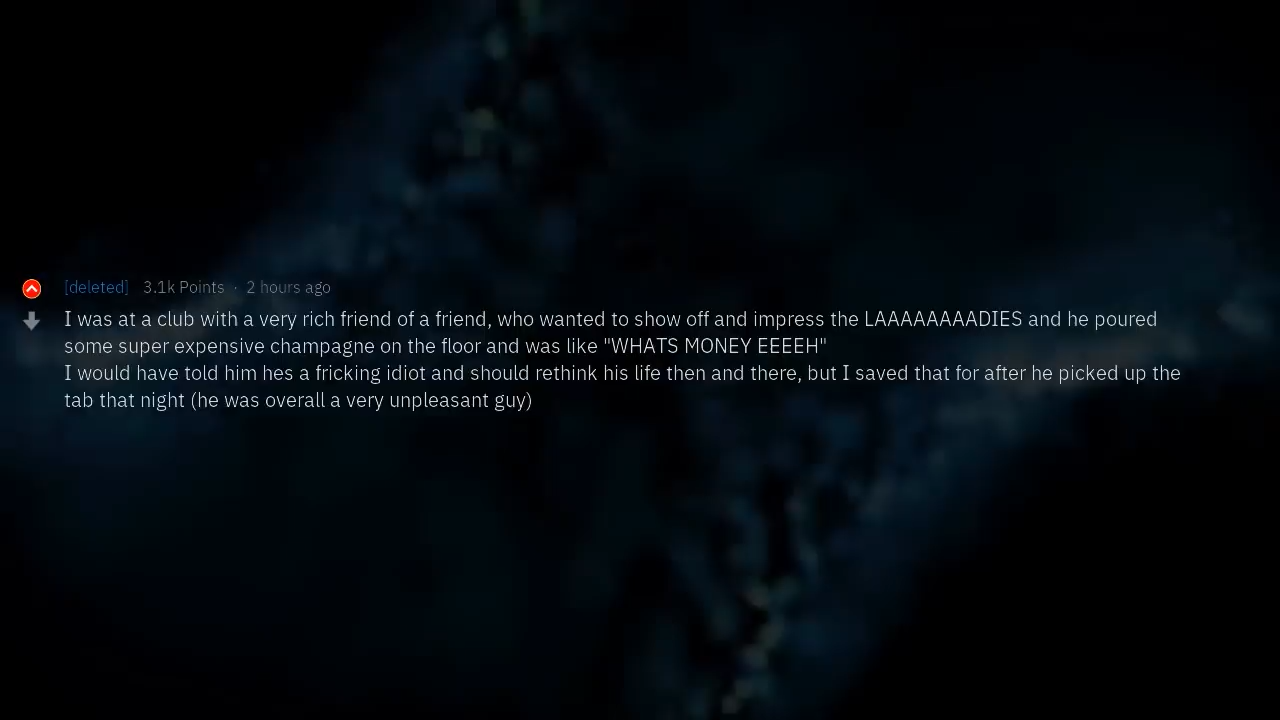 [deleted] 3.1k Points · 2 hours ago
I was at a club with a very rich friend of a friend, who wanted to show off and impress the LAAAAAAAADIES and he poured
some super expensive champagne on the floor and was like "WHATS MONEY EEEEH"
I would have told him hes a fricking idiot and should rethink his life then and there, but I saved that for after he picked up the
tab that night (he was overall a very unpleasant guy)